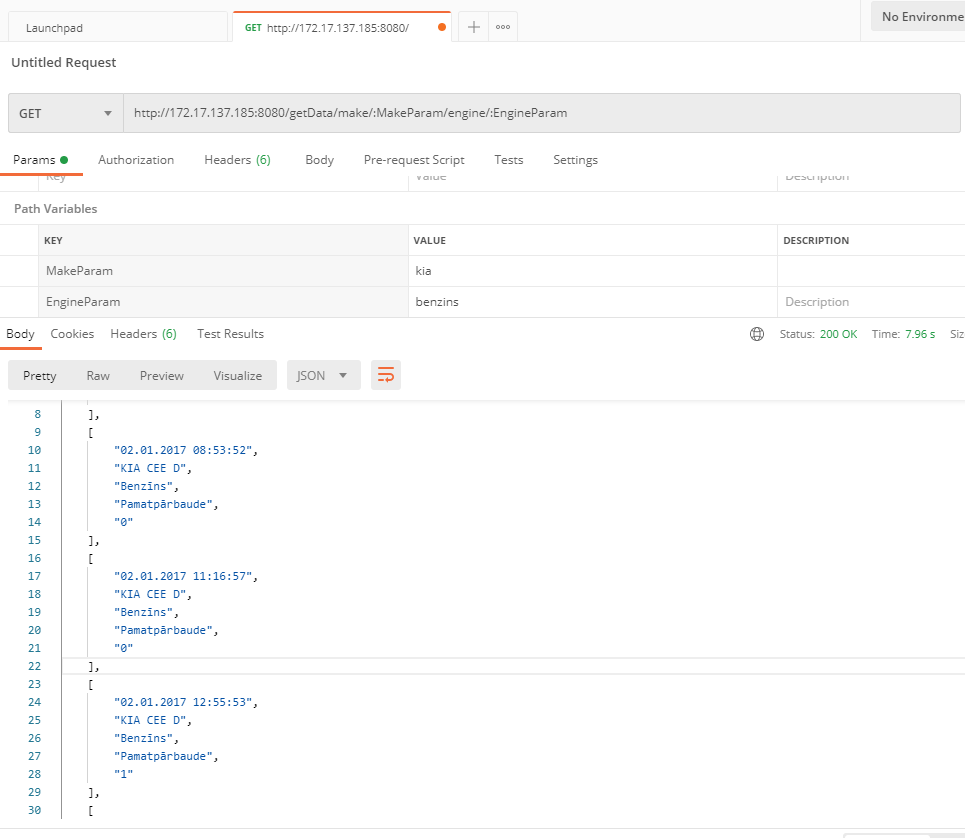 Launchpad
GET http://172.17.137.185:8080/
No Environme
Untitled Request
GET http://172.17.137.185:8080/getData/make/:MakeParam/engine/:EngineParam
Params Authorization Headers (6) Body Pre-request Script Tests Settings
Key Value Description
Path Variables
KEY VALUE DESCRIPTION
MakeParam kia
EngineParam benzins Description
Body Cookies Headers (6) Test Results Status: 200 OK Time: 7.96 s Siz
Pretty Raw Preview Visualize JSON
8 ],
9 [
10 "02.01.2017 08:53:52",
11 "KIA CEE D",
12 "Benzīns",
13 "Pamatpārbaude",
14 "0"
15 ],
16 [
17 "02.01.2017 11:16:57",
18 "KIA CEE D",
19 "Benzīns",
20 "Pamatpārbaude",
21 "0"
22 ],
23 [
24 "02.01.2017 12:55:53",
25 "KIA CEE D",
26 "Benzīns",
27 "Pamatpārbaude",
28 "1"
29 ],
30 [